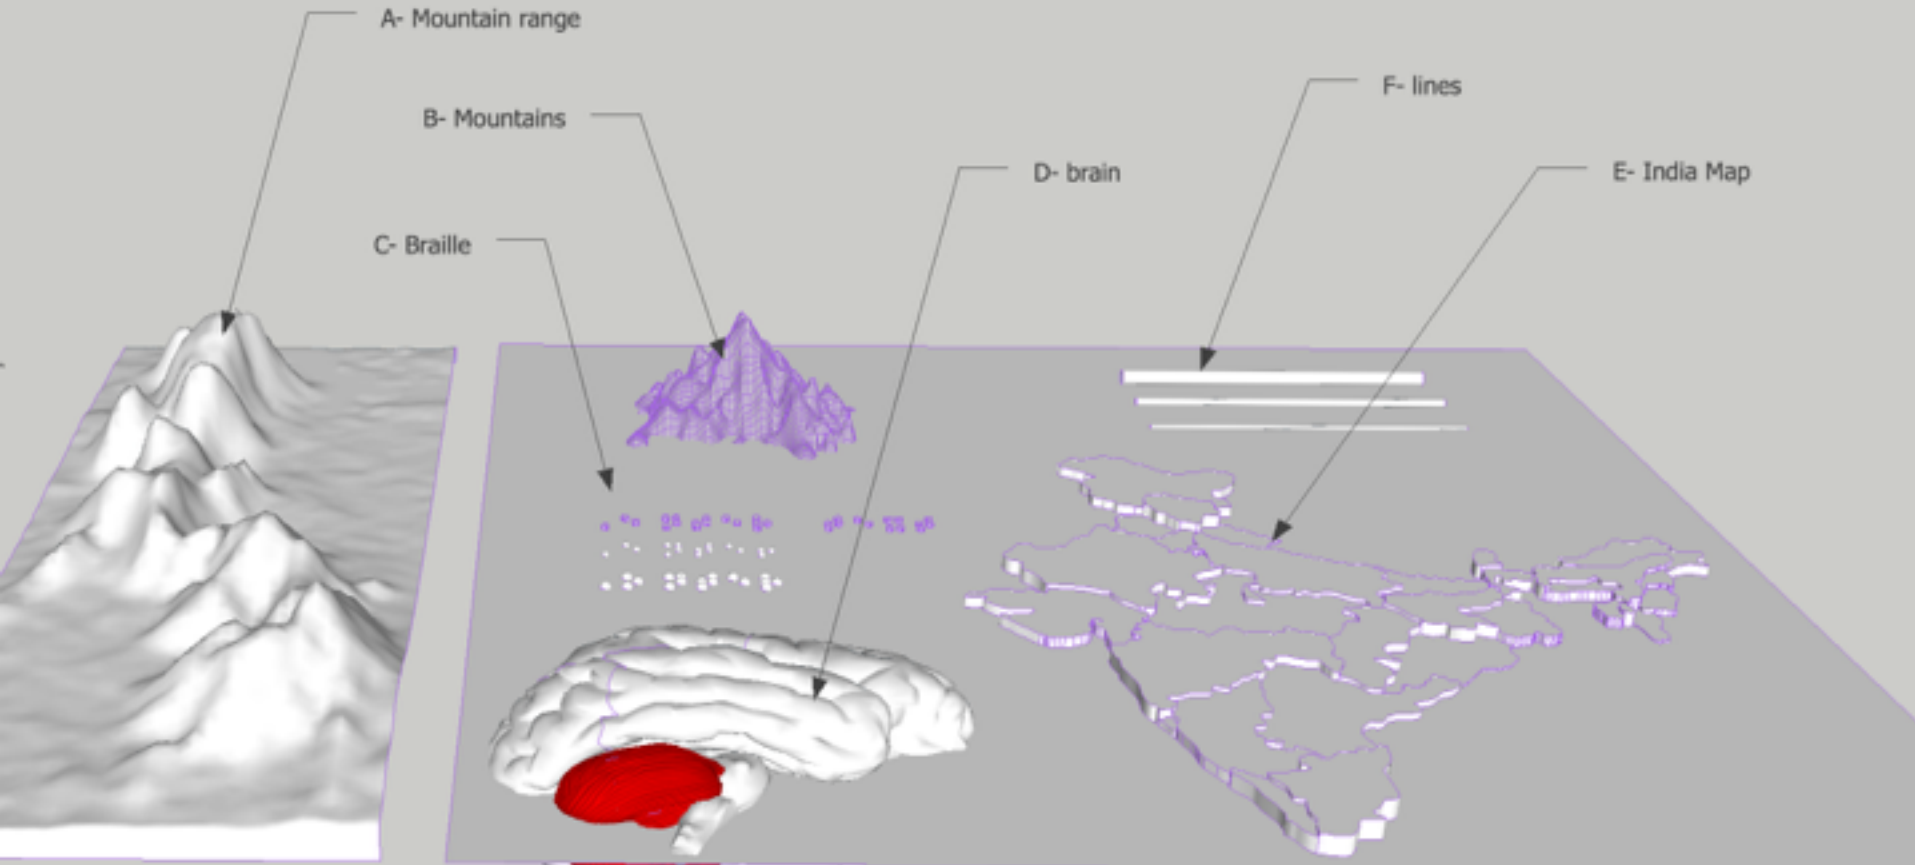 A- Mountain range
F- lines
B- Mountains
D- brain
E- India Map
C- Braille